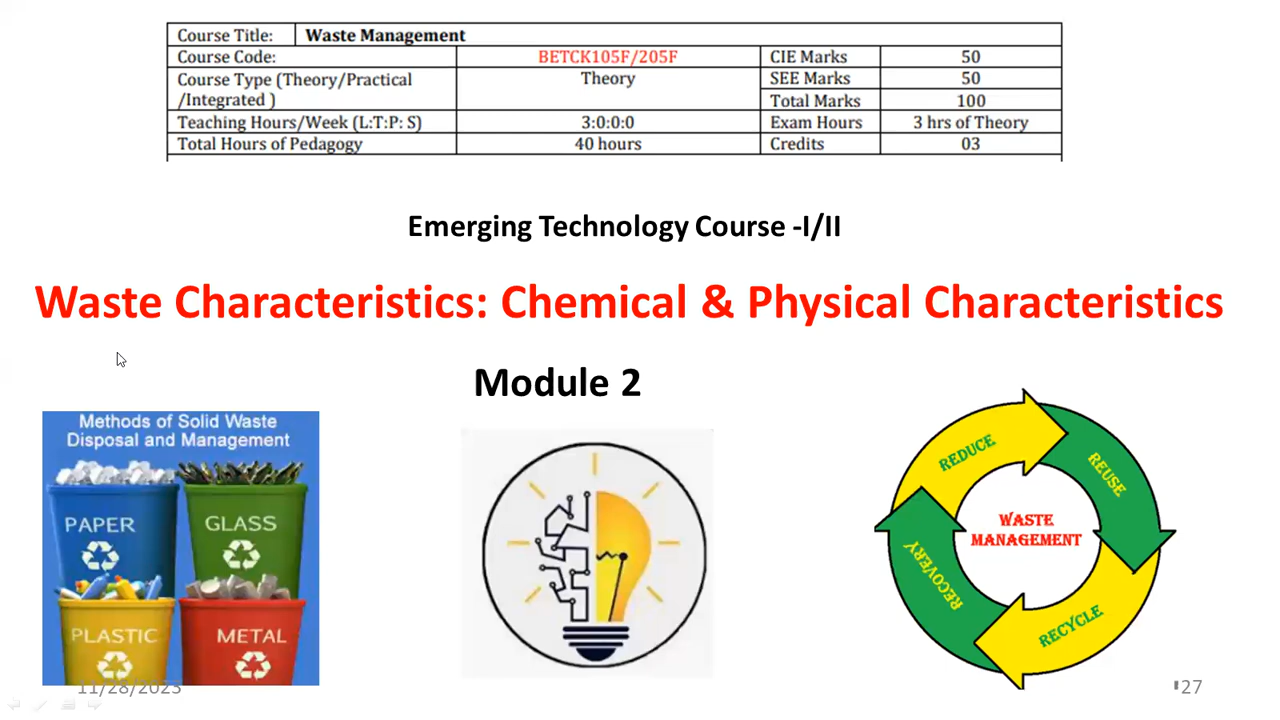 Course Title: Waste Management
Course Code: BETCK105F/205F CIE Marks 50
Course Type (Theory/Practical Theory SEE Marks 50
/Integrated ) Total Marks 100
Teaching Hours/Week (L:T:P: S) 3:0:0:0 Exam Hours 3 hrs of Theory
Total Hours of Pedagogy 40 hours Credits 03
Emerging Technology Course -I/II
Waste Characteristics: Chemical & Physical Characteristics
Module 2
Methods of Solid Waste
Disposal and Management
PAPER GLASS
PLASTIC METAL
REDUCE
REUSE
WASTE
MANAGEMENT
RECOVERY
RECYCLE
11/28/2023
27